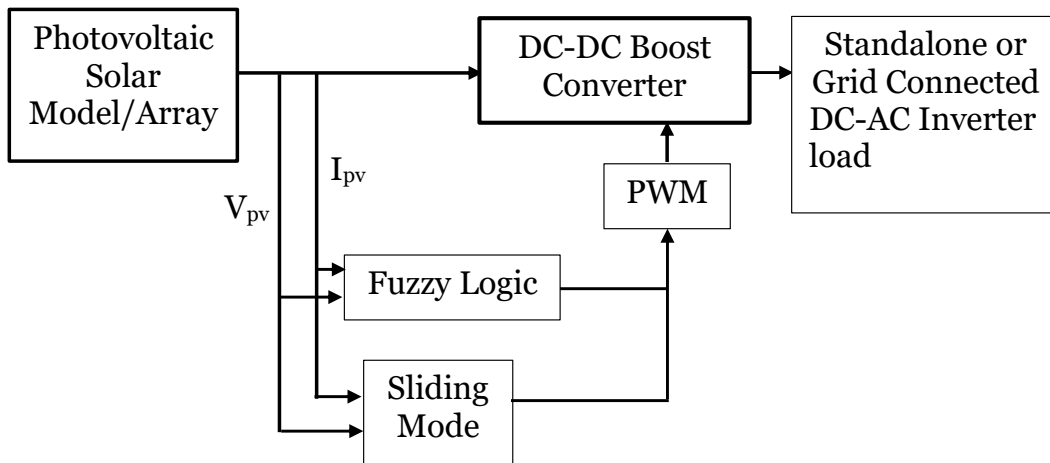 Photovoltaic
Solar
Model/Array
DC-DC Boost
Converter
Standalone or
Grid Connected
DC-AC Inverter
load
Ipv
Vpv
PWM
Fuzzy Logic
Sliding
Mode